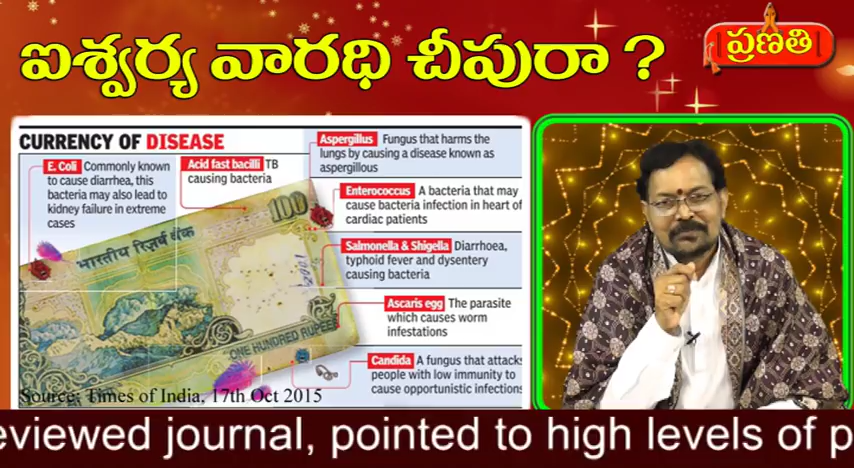 ఐశ్వర్య వారధి చీపురా ?
ప్రణతి
CURRENCY OF DISEASE
E. Coli Commonly known
to cause diarrhea, this
bacteria may also lead to
kidney failure in extreme
cases
Acid fast bacilli TB
causing bacteria
Aspergillus Fungus that harms the
lungs by causing a disease known as
aspergillous
Enterococcus A bacteria that may
cause bacteria infection in heart of
cardiac patients
Salmonella & Shigella Diarrhoea,
typhoid fever and dysentery
causing bacteria
Ascaris egg The parasite
which causes worm
infestations
Candida A fungus that attacks
people with low immunity to
cause opportunistic infections
100
भारतीय रिज़र्व बैंक
ONE HUNDRED RUPEES
Source: Times of India, 17th Oct 2015
eviewed journal, pointed to high levels of p